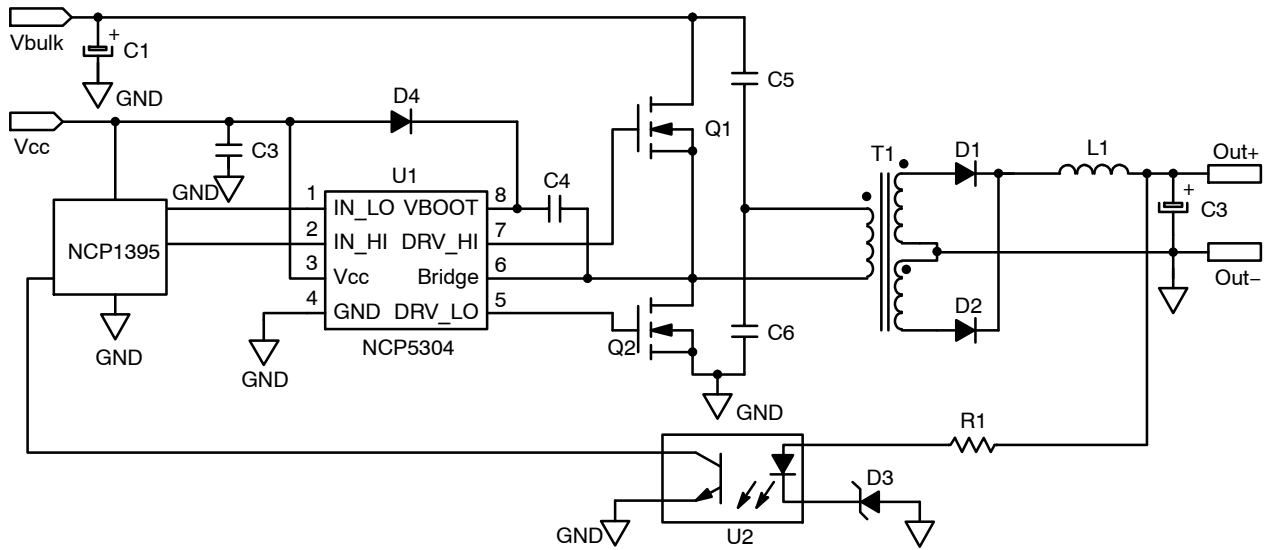 Vbulk
+
C1
GND
C5
D4
Q1
Vcc
C3
GND
U1
C4
T1
D1
L1
Out+
1
IN_LO VBOOT
8
+
C3
NCP1395
2
IN_HI DRV_HI
7
3
Vcc Bridge
6
Out−
4
GND DRV_LO
5
D2
GND
NCP5304
Q2
C6
GND
GND
R1
D3
GND
U2